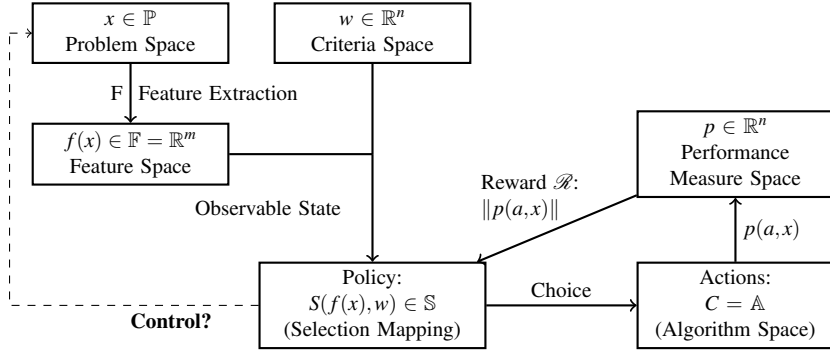 x ∈ ℙ
Problem Space
w ∈ ℝⁿ
Criteria Space
F Feature Extraction
f(x) ∈ 𝔽 = ℝᵐ
Feature Space
p ∈ ℝⁿ
Performance
Measure Space
Reward ℛ:
‖p(a,x)‖
Observable State
p(a,x)
Policy:
S(f(x),w) ∈ 𝕊
(Selection Mapping)
Choice
Actions:
C = 𝔸
(Algorithm Space)
Control?